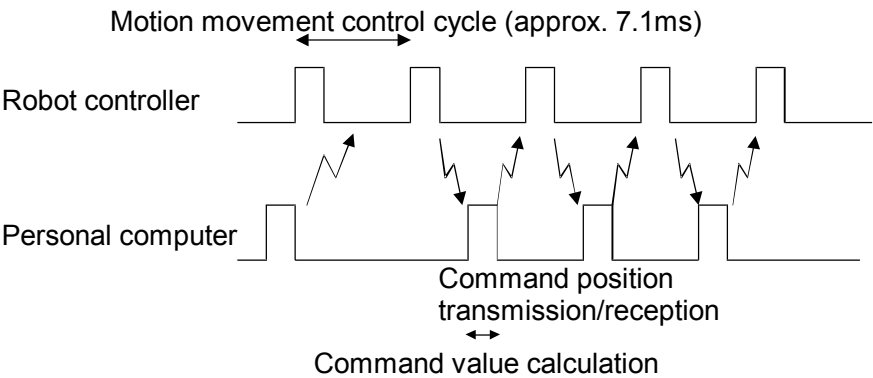 Motion movement control cycle (approx. 7.1ms)
Robot controller
Personal computer
Command position
transmission/reception
Command value calculation